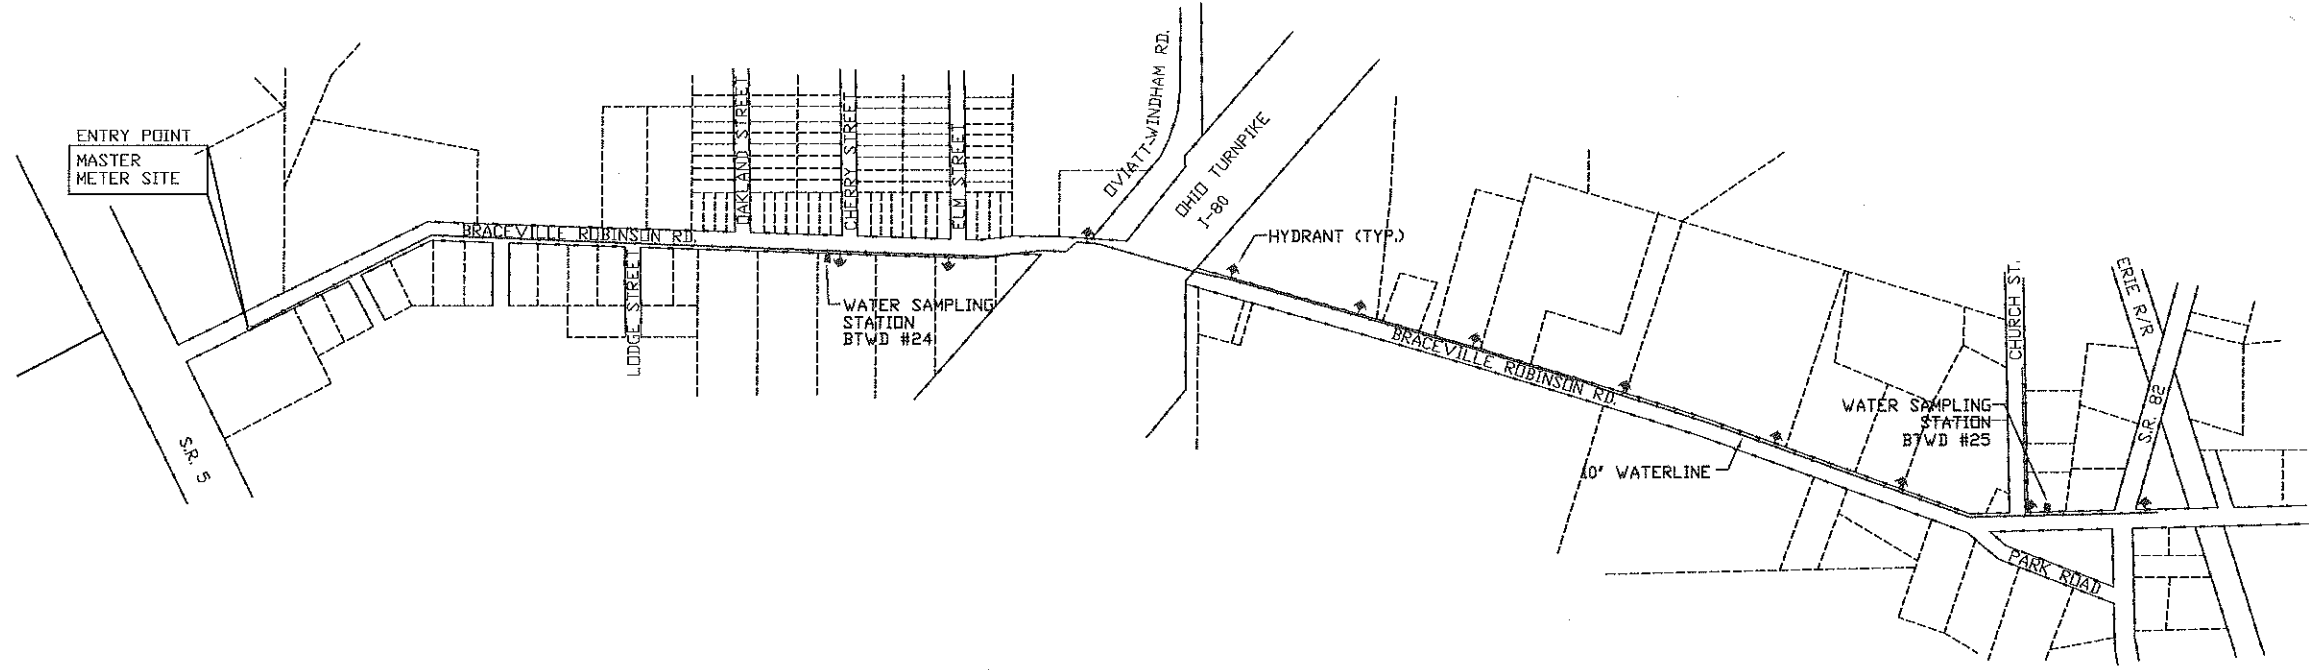 ENTRY POINT
MASTER
METER SITE
S.R. 5
BRACEVILLE ROBINSON RD.
LODGE STREET
OAKLAND STREET
CHERRY STREET
ELM STREET
WATER SAMPLING
STATION
BTWD #24
OVIATT-WINDHAM RD.
OHIO TURNPIKE
I-80
HYDRANT (TYP.)
BRACEVILLE ROBINSON RD.
10" WATERLINE
WATER SAMPLING
STATION
BTWD #25
CHURCH ST.
ERIE R/R
S.R. 82
PARK ROAD